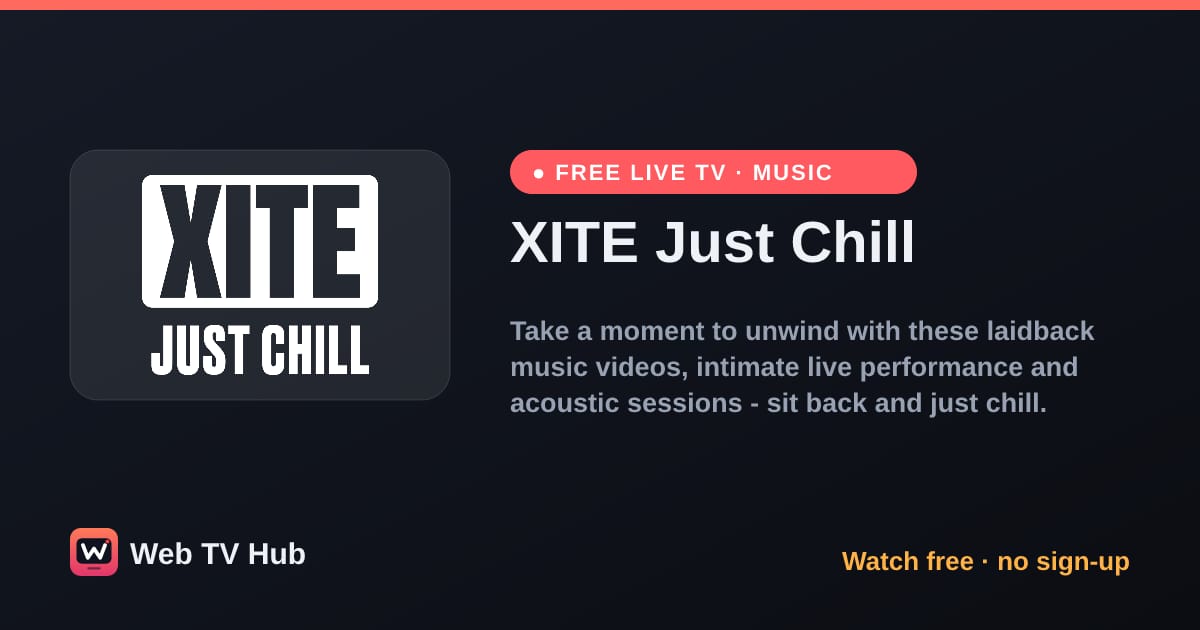 XITE
JUST CHILL
• FREE LIVE TV · MUSIC
XITE Just Chill
Take a moment to unwind with these laidback
music videos, intimate live performance and
acoustic sessions - sit back and just chill.
W
Web TV Hub
Watch free · no sign-up